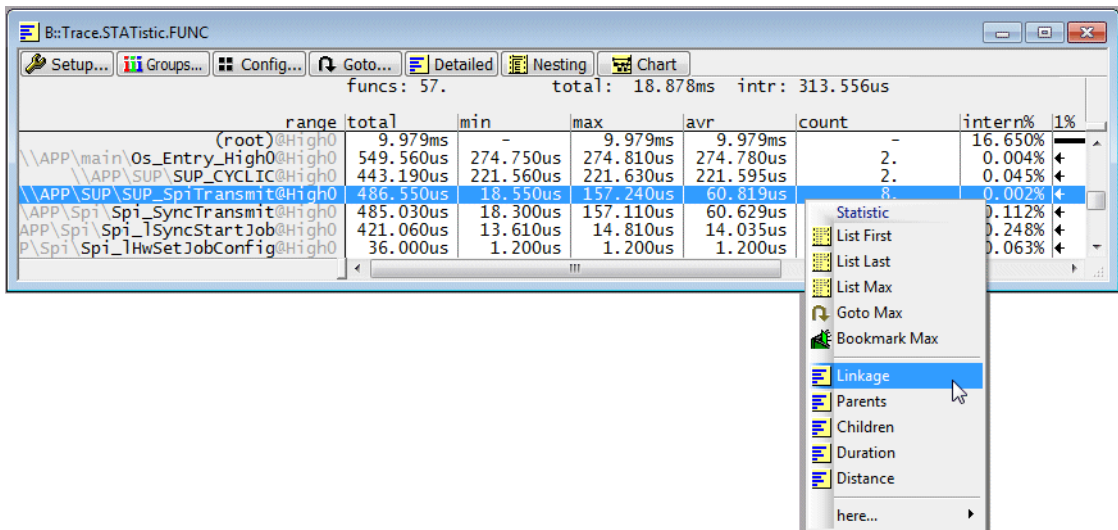 B::Trace.STATistic.FUNC
Setup... Groups... Config... Goto... Detailed Nesting Chart
funcs: 57. total: 18.878ms intr: 313.556us
range total min max avr count intern% 1%
(root)@High0 9.979ms - 9.979ms 9.979ms - 16.650%
\\APP\main\Os_Entry_High0@High0 549.560us 274.750us 274.810us 274.780us 2. 0.004%
\\APP\SUP\SUP_CYCLIC@High0 443.190us 221.560us 221.630us 221.595us 2. 0.045%
\\APP\SUP\SUP_SpiTransmit@High0 486.550us 18.550us 157.240us 60.819us 8. 0.002%
\APP\Spi\Spi_SyncTransmit@High0 485.030us 18.300us 157.110us 60.629us 0.112%
APP\Spi\Spi_lSyncStartJob@High0 421.060us 13.610us 14.810us 14.035us 0.248%
P\Spi\Spi_lHwSetJobConfig@High0 36.000us 1.200us 1.200us 1.200us 0.063%
Statistic
List First
List Last
List Max
Goto Max
Bookmark Max
Linkage
Parents
Children
Duration
Distance
here...